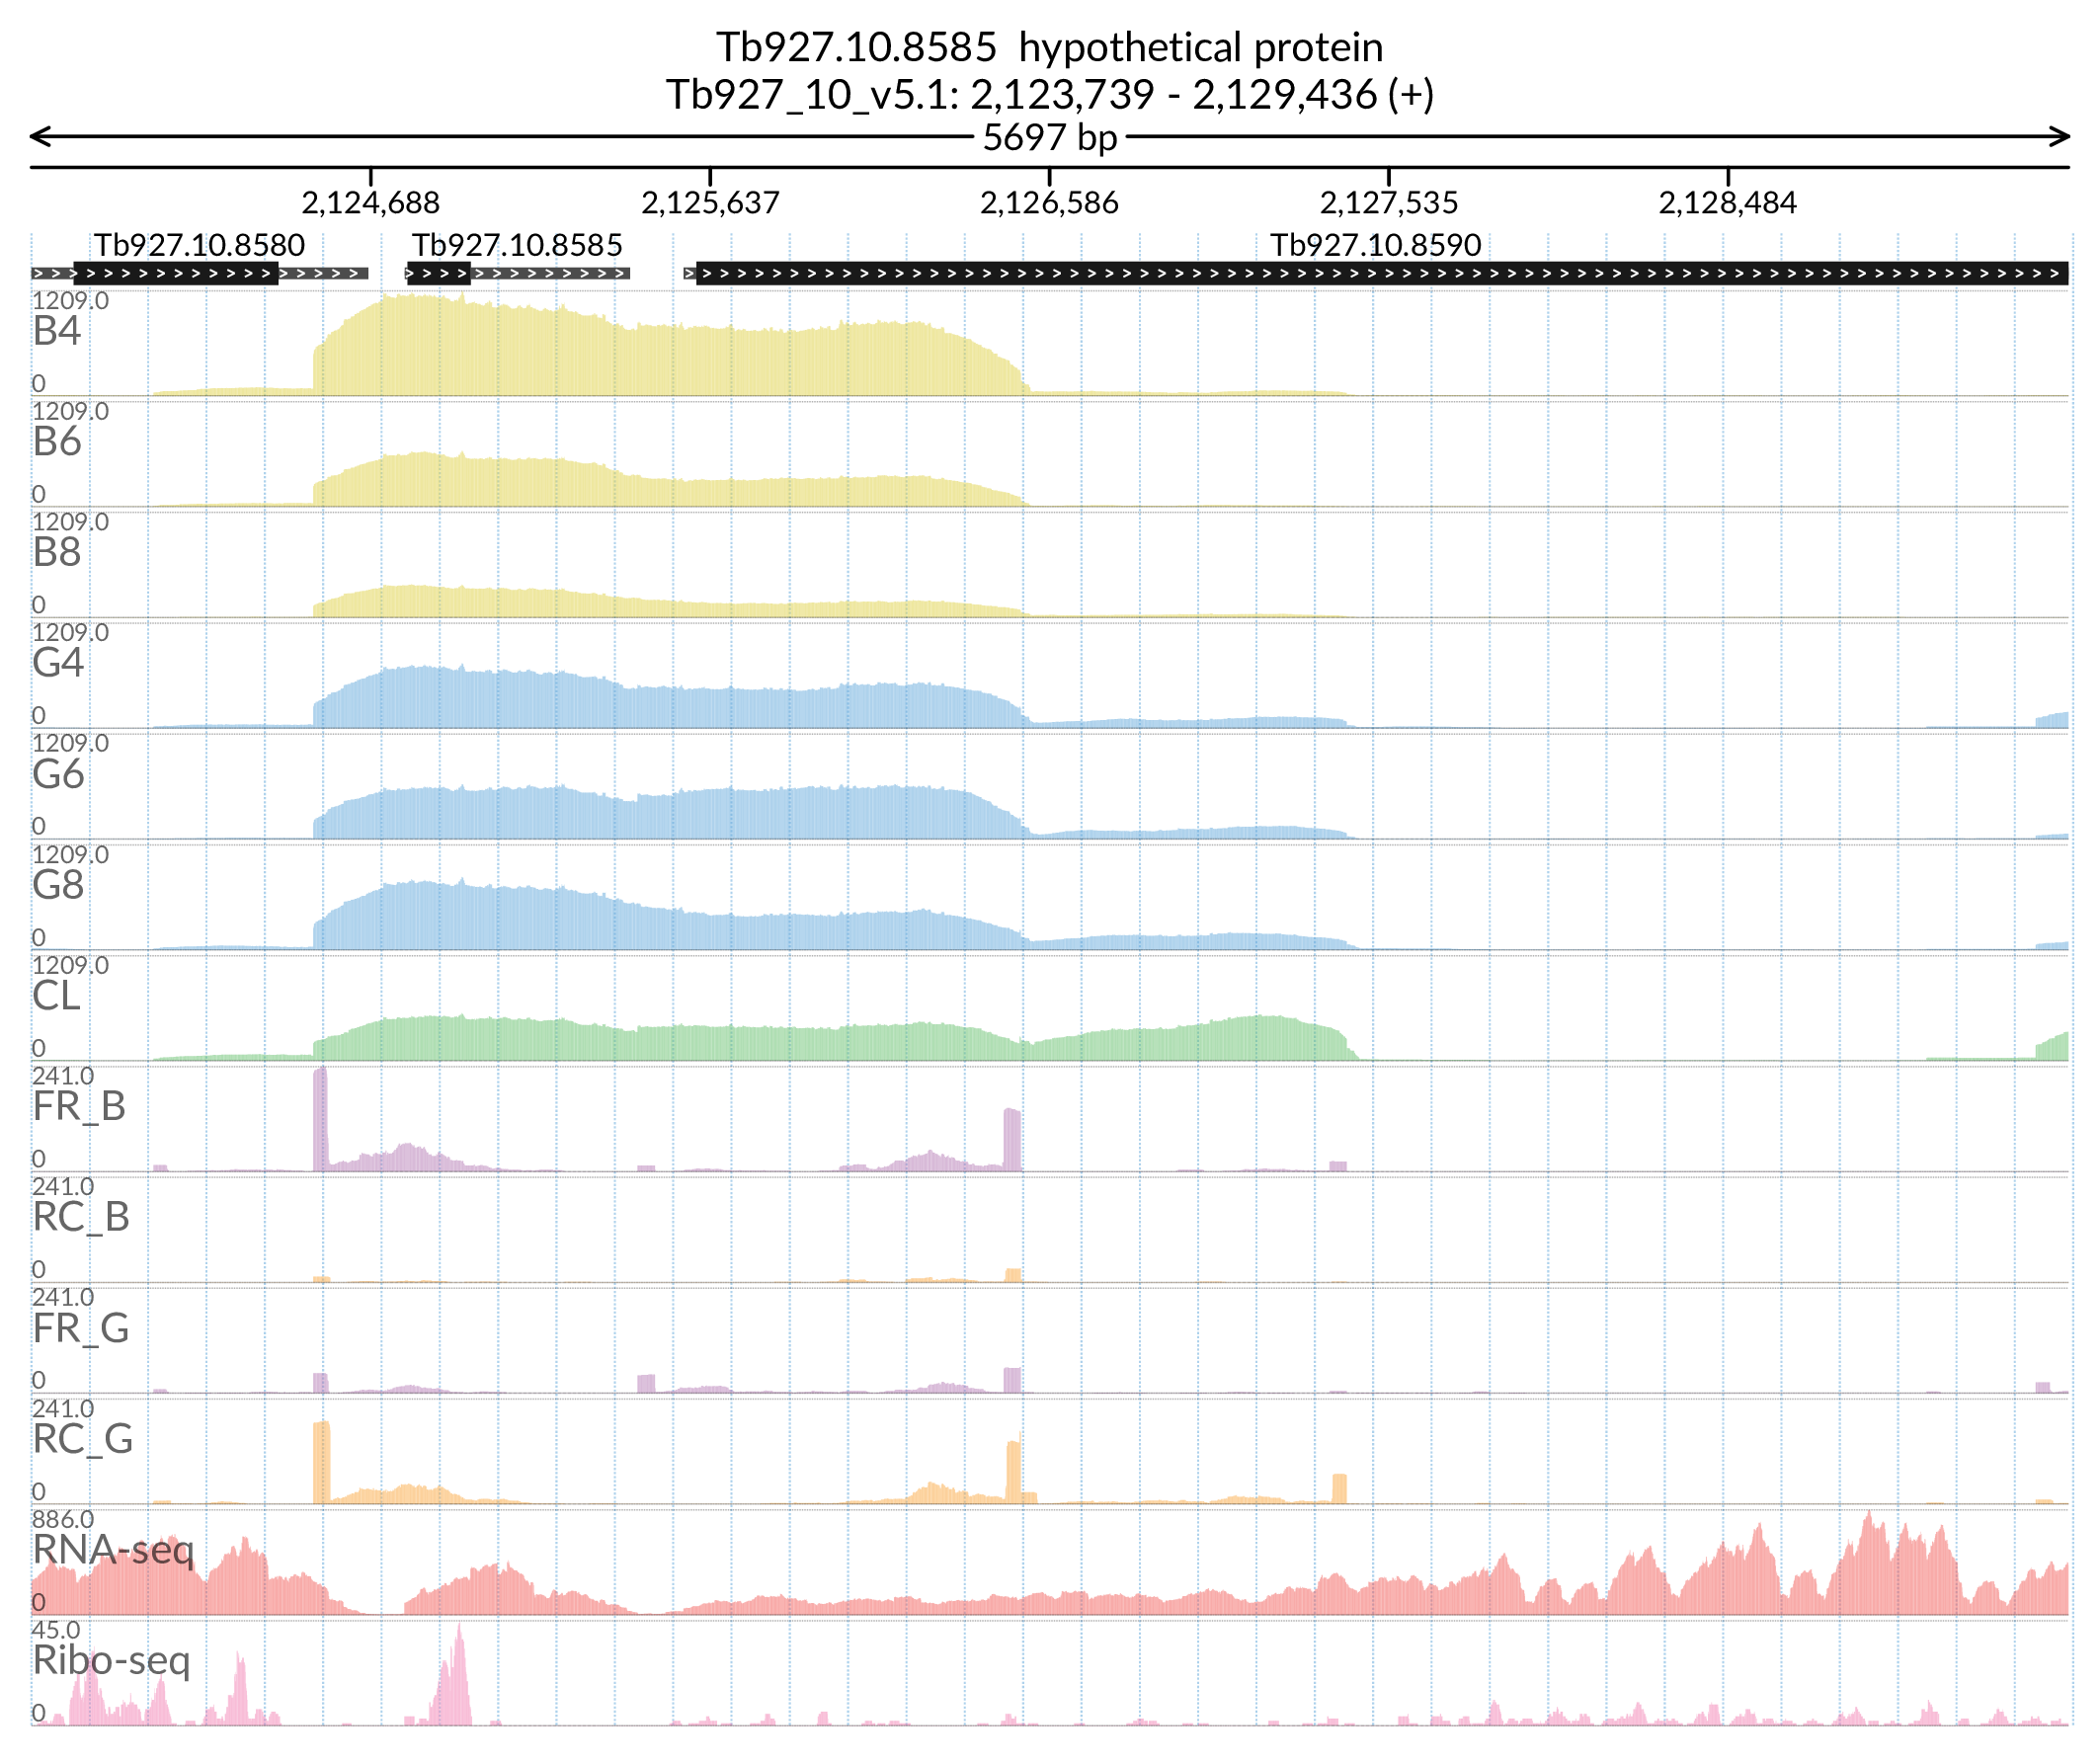 Tb927.10.8585 hypothetical protein
Tb927_10_v5.1: 2,123,739 - 2,129,436 (+)
5697 bp
2,124,688 2,125,637 2,126,586 2,127,535 2,128,484
Tb927.10.8580 Tb927.10.8585 Tb927.10.8590
1209.0
B4
0
1209.0
B6
0
1209.0
B8
0
1209.0
G4
0
1209.0
G6
0
1209.0
G8
0
1209.0
CL
0
241.0
FR_B
0
241.0
RC_B
0
241.0
FR_G
0
241.0
RC_G
0
886.0
RNA-seq
0
45.0
Ribo-seq
0